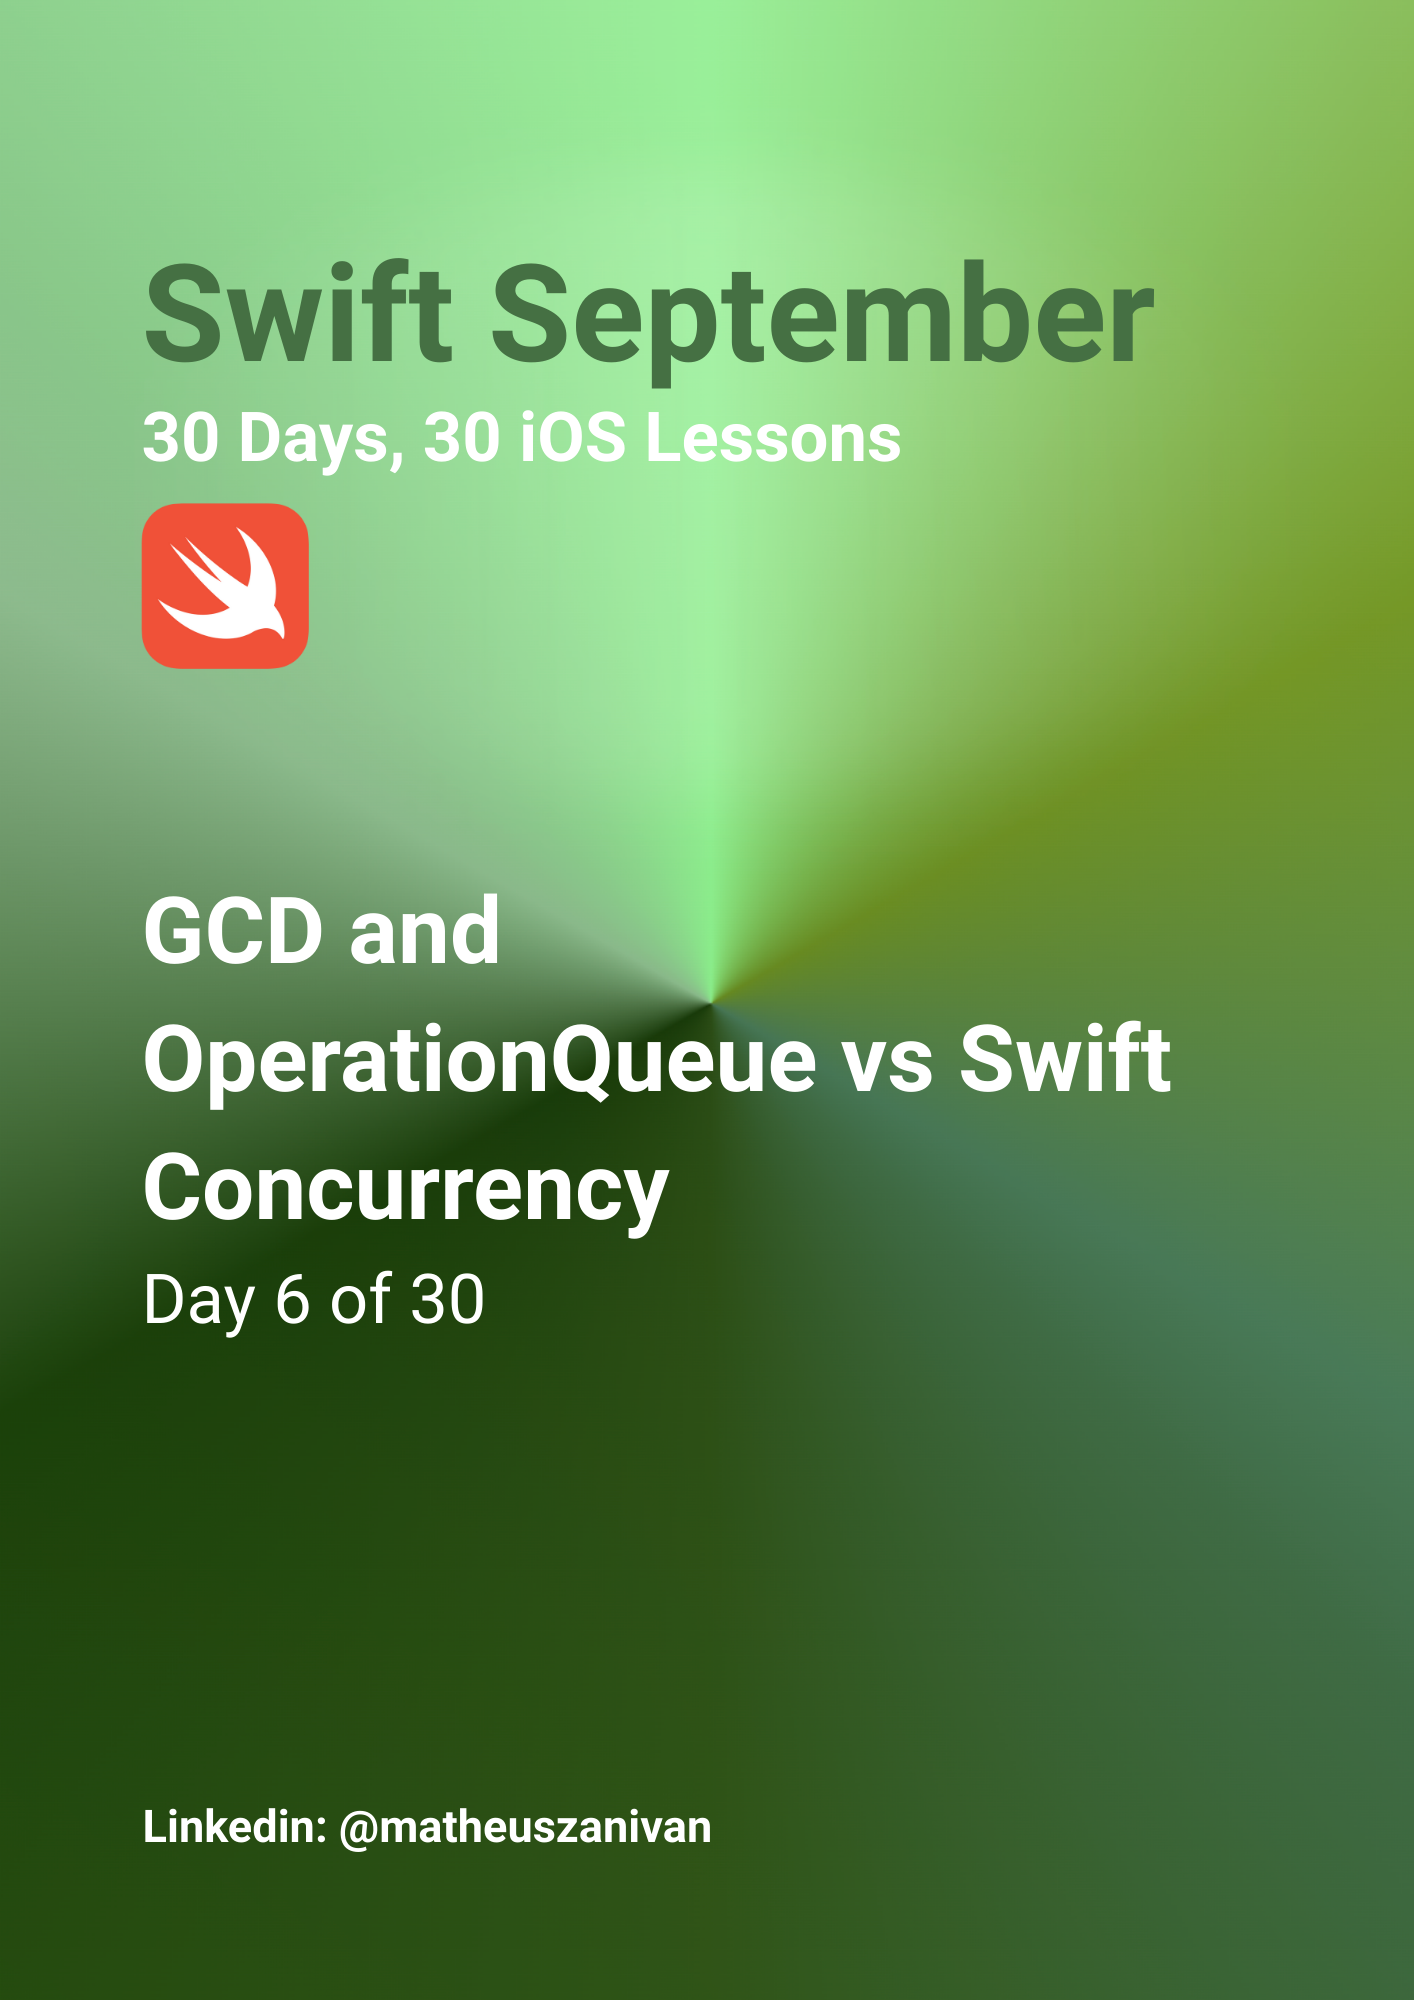 Swift September
30 Days, 30 iOS Lessons
GCD and
OperationQueue vs Swift
Concurrency
Day 6 of 30
Linkedin: @matheuszanivan